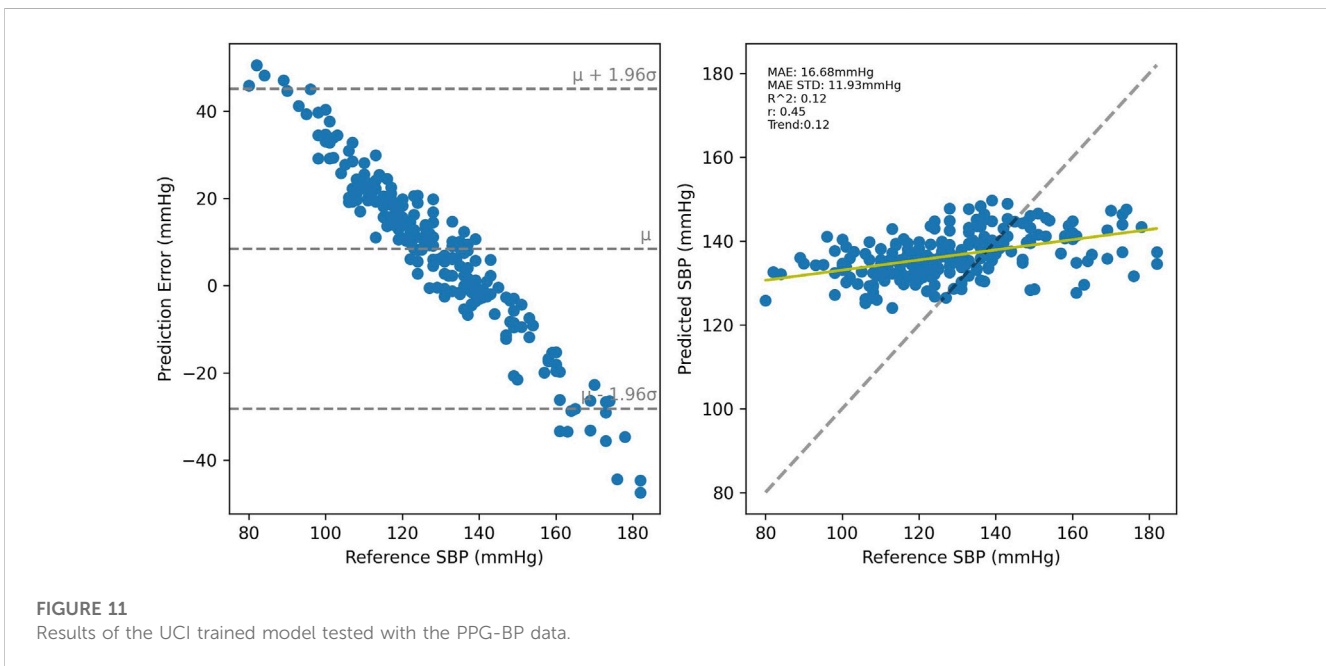 μ + 1.96σ
μ
μ - 1.96σ
40
20
0
−20
−40
80
100
120
140
160
180
Prediction Error (mmHg)
Reference SBP (mmHg)
MAE: 16.68mmHg
MAE STD: 11.93mmHg
R^2: 0.12
r: 0.45
Trend:0.12
180
160
140
120
100
80
80
100
120
140
160
180
Predicted SBP (mmHg)
Reference SBP (mmHg)
FIGURE 11
Results of the UCI trained model tested with the PPG-BP data.